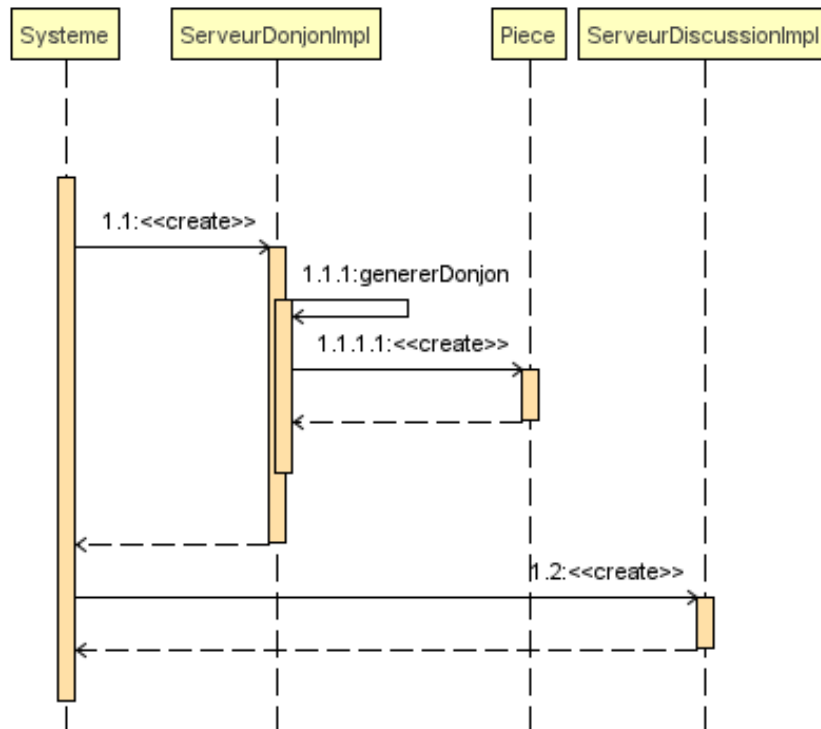 Systeme
ServeurDonjonImpl
Piece
ServeurDiscussionImpl
1.1:<<create>>
1.1.1:genererDonjon
1.1.1.1:<<create>>
1.2:<<create>>